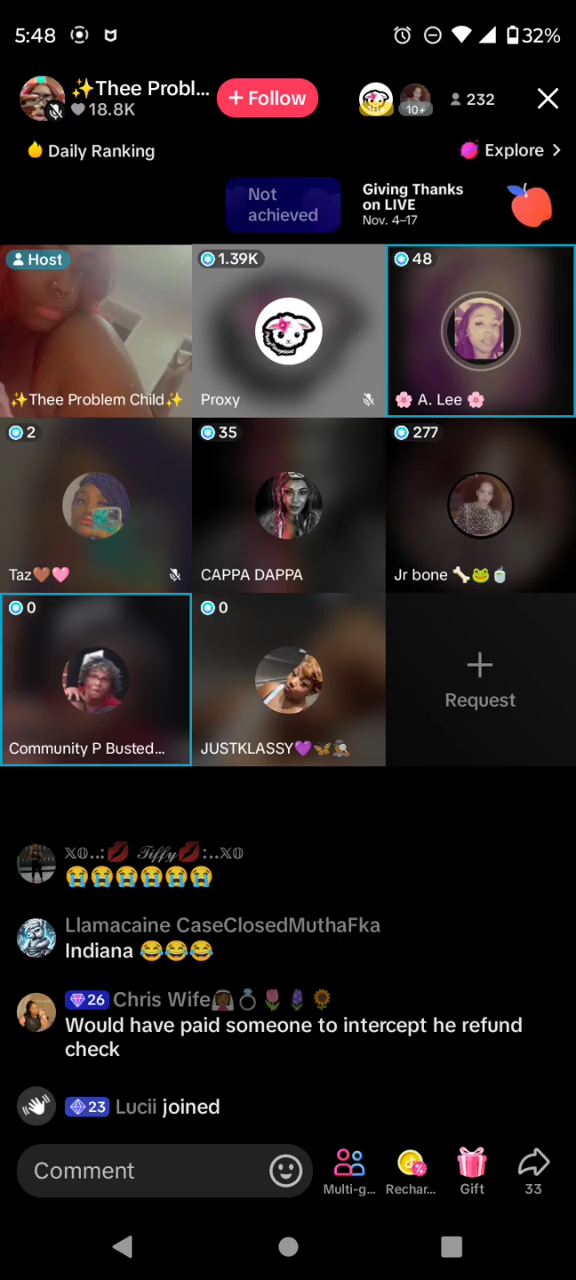 5:48
32%
✨Thee Probl...
18.8K
+ Follow
10+
232
Daily Ranking
Explore >
Not
achieved
Giving Thanks
on LIVE
Nov. 4–17
Host
1.39K
48
✨Thee Problem Child✨
Proxy
🌸 A. Lee 🌸
2
35
277
Taz🤎🩷
CAPPA DAPPA
Jr bone 🦴🐸🍵
0
0
Community P Busted...
JUSTKLASSY💜🦋🕵🏾‍♀️
Request
𝕏𝕆..:💋 𝒯𝒾𝒻𝒻𝓎💋:..𝕏𝕆
😭😭😭😭😭😭
Llamacaine CaseClosedMuthaFka
Indiana 😂😂😂
26 Chris Wife👰🏾💍🌷🪻🌻
Would have paid someone to intercept he refund
check
23 Lucii joined
Comment
Multi-g...
Rechar...
Gift
33